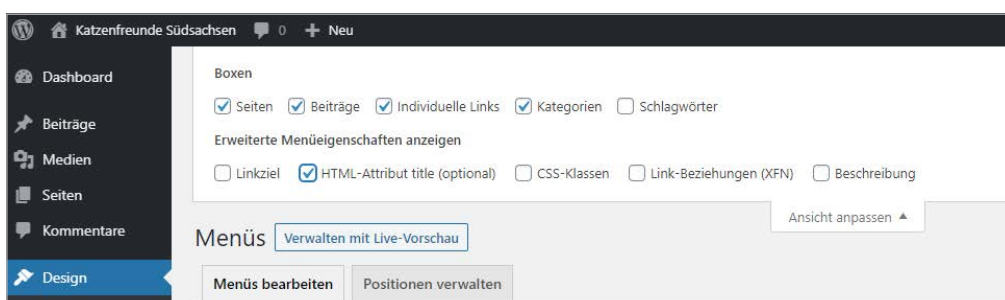 Katzenfreunde Südsachsen 0 + Neu
Dashboard
Beiträge
Medien
Seiten
Kommentare
Design
Boxen
Seiten Beiträge Individuelle Links Kategorien Schlagwörter
Erweiterte Menüeigenschaften anzeigen
Linkziel HTML-Attribut title (optional) CSS-Klassen Link-Beziehungen (XFN) Beschreibung
Ansicht anpassen ▲
Menüs Verwalten mit Live-Vorschau
Menüs bearbeiten Positionen verwalten